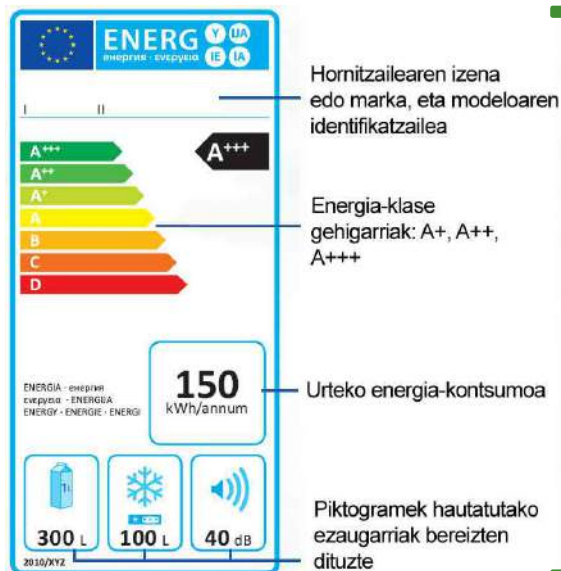 ENERG Y UA
енергия · ενεργεια IE IA
Hornitzailearen izena
edo marka, eta modeloaren
identifikatzailea
I II
A+++ A+++
A++
A+
A
B
C
D
Energia-klase
gehigarriak: A+, A++,
A+++
ENERGIA · енергия
ενεργεια · ENERGIJA
ENERGY · ENERGIE · ENERGI
150
kWh/annum
Urteko energia-kontsumoa
1L
300 L 100 L 40 dB
2010/XYZ
Piktogramek hautatutako
ezaugarriak bereizten
dituzte